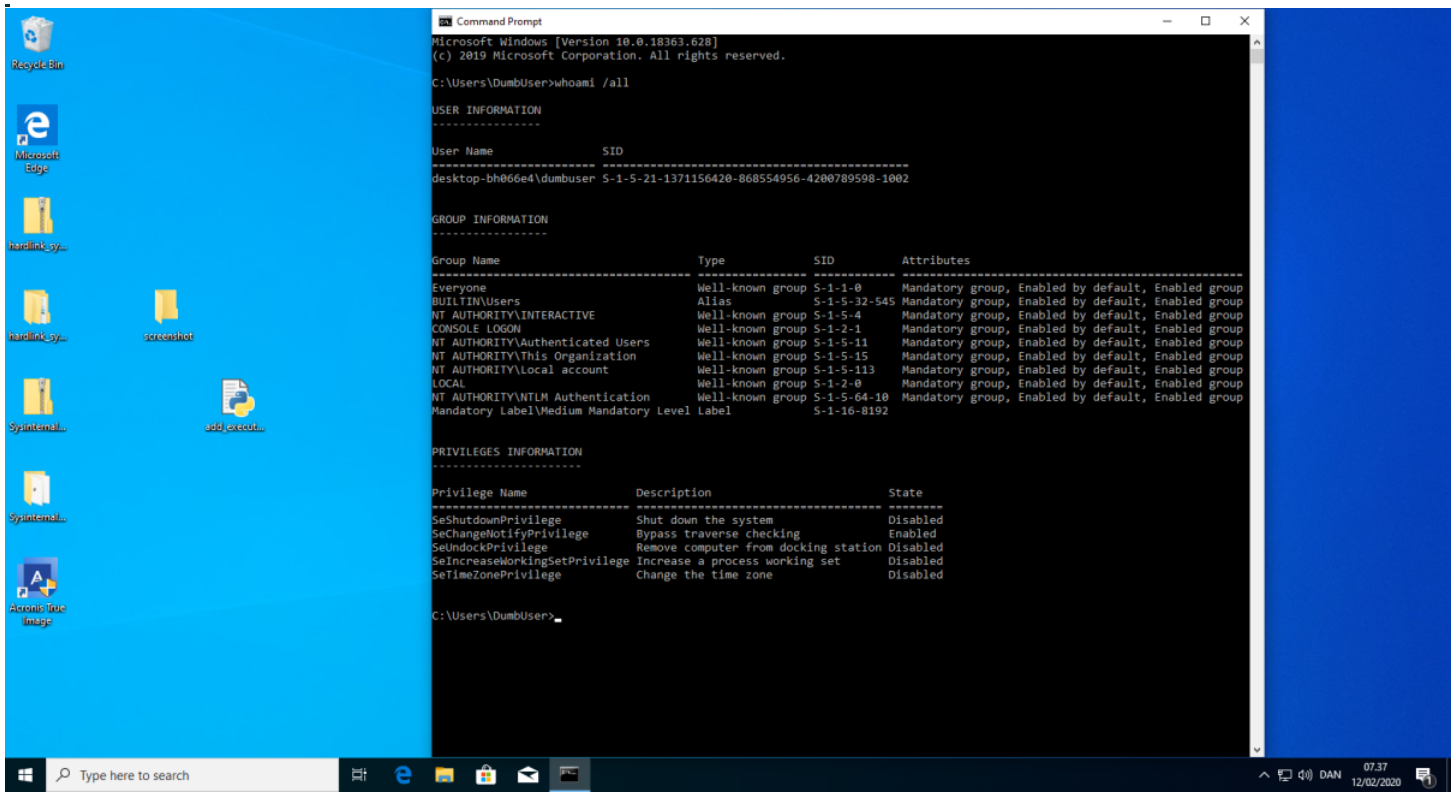 Recycle Bin
Microsoft
Edge
hardlink_sy...
hardlink_sy...
screenshot
Sysinternal...
add_execut...
Sysinternal...
Acronis True
Image
Command Prompt
Microsoft Windows [Version 10.0.18363.628]
(c) 2019 Microsoft Corporation. All rights reserved.
C:\Users\DumbUser>whoami /all
USER INFORMATION
----------------
User Name SID
======================== ==============================================
desktop-bh066e4\dumbuser S-1-5-21-1371156420-868554956-4200789598-1002
GROUP INFORMATION
-----------------
Group Name Type SID Attributes
====================================== ================ ============ ==================================================
Everyone Well-known group S-1-1-0 Mandatory group, Enabled by default, Enabled group
BUILTIN\Users Alias S-1-5-32-545 Mandatory group, Enabled by default, Enabled group
NT AUTHORITY\INTERACTIVE Well-known group S-1-5-4 Mandatory group, Enabled by default, Enabled group
CONSOLE LOGON Well-known group S-1-2-1 Mandatory group, Enabled by default, Enabled group
NT AUTHORITY\Authenticated Users Well-known group S-1-5-11 Mandatory group, Enabled by default, Enabled group
NT AUTHORITY\This Organization Well-known group S-1-5-15 Mandatory group, Enabled by default, Enabled group
NT AUTHORITY\Local account Well-known group S-1-5-113 Mandatory group, Enabled by default, Enabled group
LOCAL Well-known group S-1-2-0 Mandatory group, Enabled by default, Enabled group
NT AUTHORITY\NTLM Authentication Well-known group S-1-5-64-10 Mandatory group, Enabled by default, Enabled group
Mandatory Label\Medium Mandatory Level Label S-1-16-8192
PRIVILEGES INFORMATION
----------------------
Privilege Name Description State
============================= ==================================== ========
SeShutdownPrivilege Shut down the system Disabled
SeChangeNotifyPrivilege Bypass traverse checking Enabled
SeUndockPrivilege Remove computer from docking station Disabled
SeIncreaseWorkingSetPrivilege Increase a process working set Disabled
SeTimeZonePrivilege Change the time zone Disabled
C:\Users\DumbUser>
Type here to search
DAN
07.37
12/02/2020
1